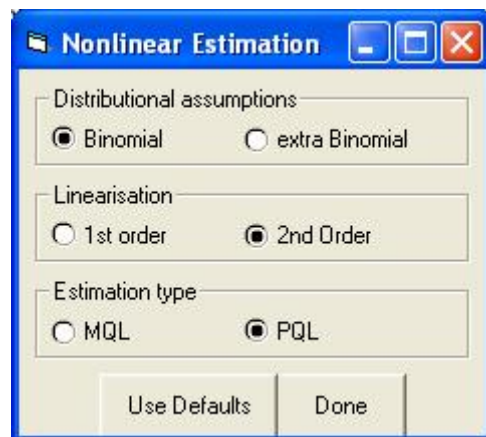 Nonlinear Estimation
Distributional assumptions
Binomial extra Binomial
Linearisation
1st order 2nd Order
Estimation type
MQL PQL
Use Defaults Done